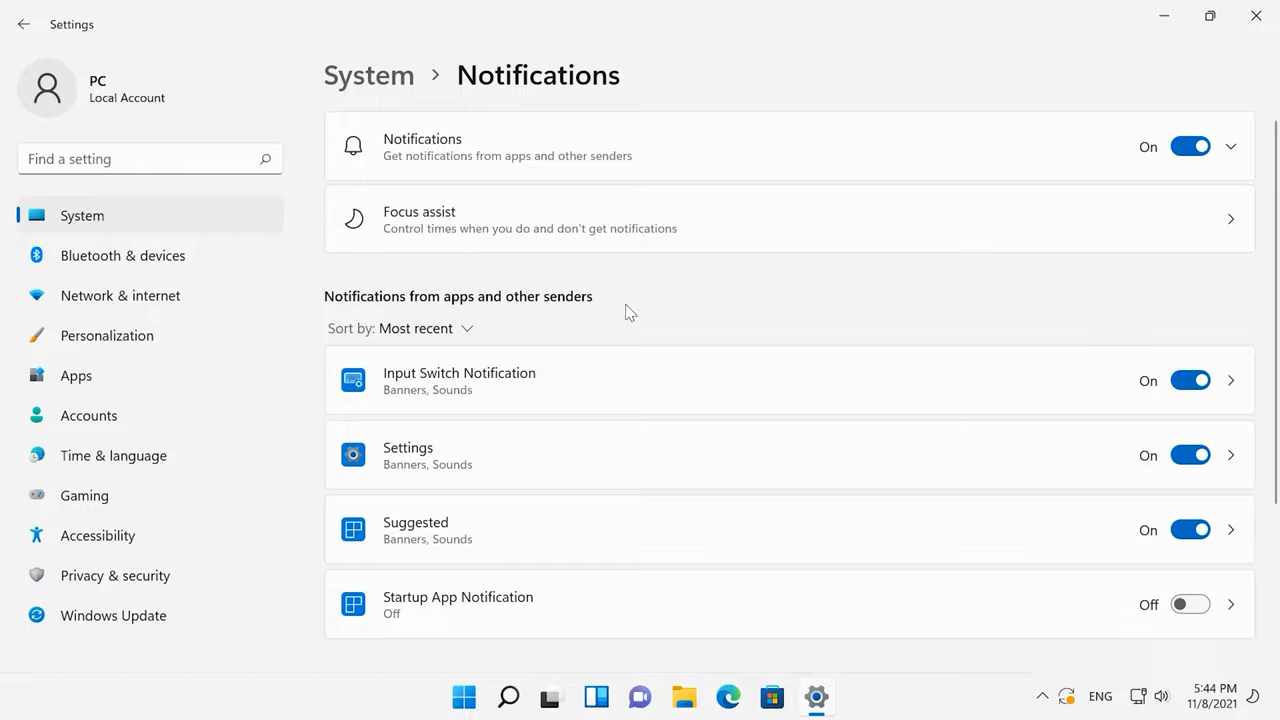 Settings
PC
Local Account
Find a setting
System
Bluetooth & devices
Network & internet
Personalization
Apps
Accounts
Time & language
Gaming
Accessibility
Privacy & security
Windows Update
System > Notifications
Notifications
Get notifications from apps and other senders
On
Focus assist
Control times when you do and don't get notifications
Notifications from apps and other senders
Sort by: Most recent
Input Switch Notification
Banners, Sounds
On
Settings
Banners, Sounds
On
Suggested
Banners, Sounds
On
Startup App Notification
Off
Off
ENG
5:44 PM
11/8/2021